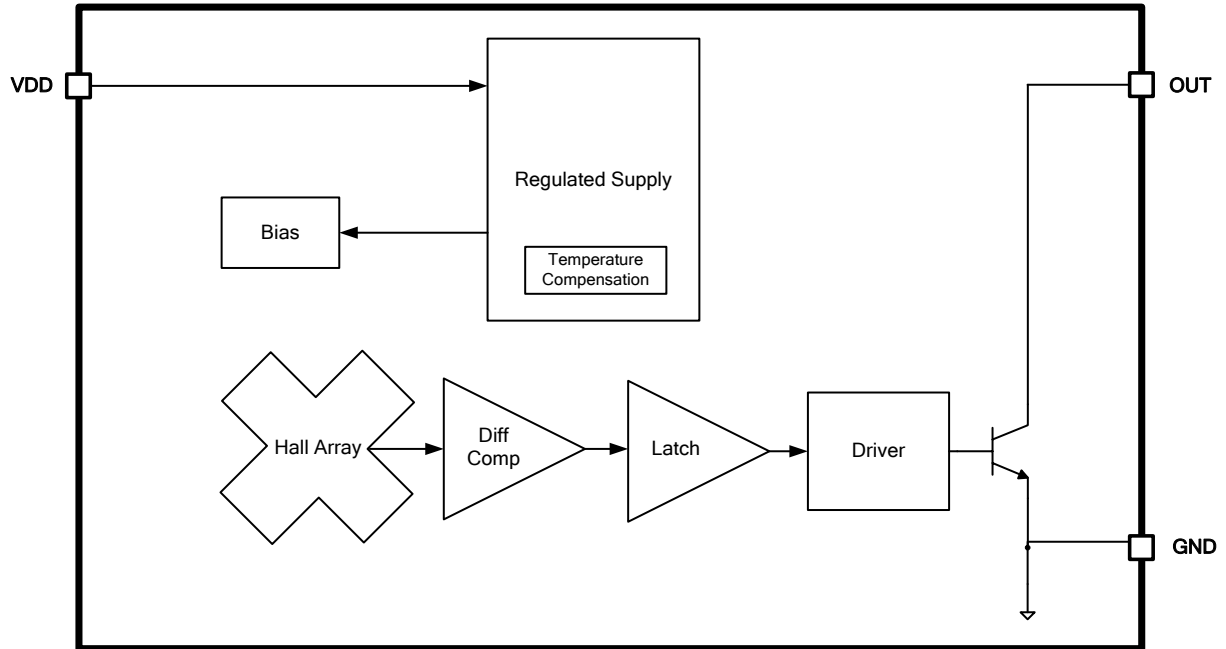 VDD
OUT
Regulated Supply
Bias
Temperature
Compensation
Hall Array
Diff
Comp
Latch
Driver
GND